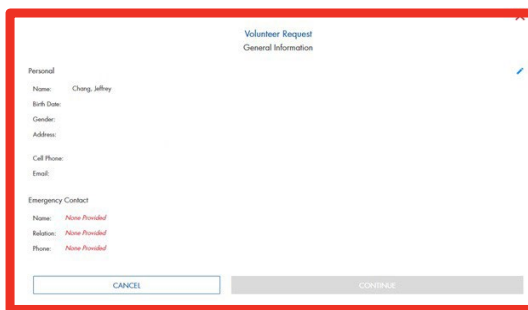 Volunteer Request
General Information
Personal
Name: Chang, Jeffrey
Birth Date:
Gender:
Address:
Cell Phone:
Email:
Emergency Contact
Name: None Provided
Relation: None Provided
Phone: None Provided
CANCEL CONTINUE